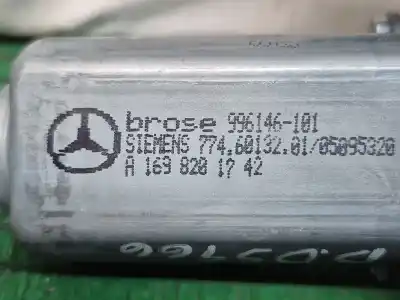 brose 996146-101
SIEMENS 774.60132.01/05095320
A 169 820 17 42